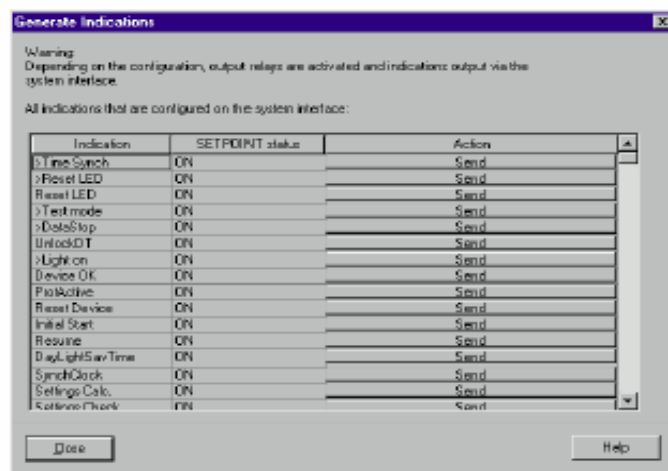 Generate Indications
Warning:
Depending on the configuration, output relays are activated and indications output via the
system interface.
All indications that are configured on the system interface:
Indication SETPOINT status Action
>Time Synch ON Send
>Reset LED ON Send
Reset LED ON Send
>Test mode ON Send
>DataStop ON Send
UnlockDT ON Send
>Light on ON Send
Device OK ON Send
ProtActive ON Send
Reset Device ON Send
Initial Start ON Send
Resume ON Send
DayLightSavTime ON Send
SynchClock ON Send
Settings Calc. ON Send
Settings Check ON Send
Close Help